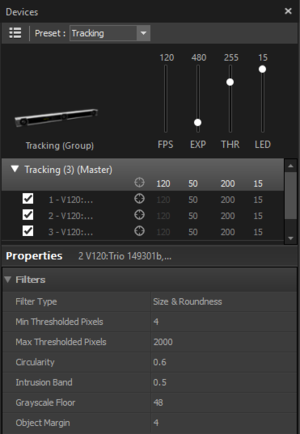 Devices
Preset : Tracking
120 480 255 15
Tracking (Group) FPS EXP THR LED
Tracking (3) (Master)
120 50 200 15
1 - V120:... 120 50 200 15
2 - V120:... 120 50 200 15
3 - V120:... 120 50 200 15
Properties 2 V120:Trio 149301b,...
Filters
Filter Type Size & Roundness
Min Thresholded Pixels 4
Max Thresholded Pixels 2000
Circularity 0.6
Intrusion Band 0.5
Grayscale Floor 48
Object Margin 4